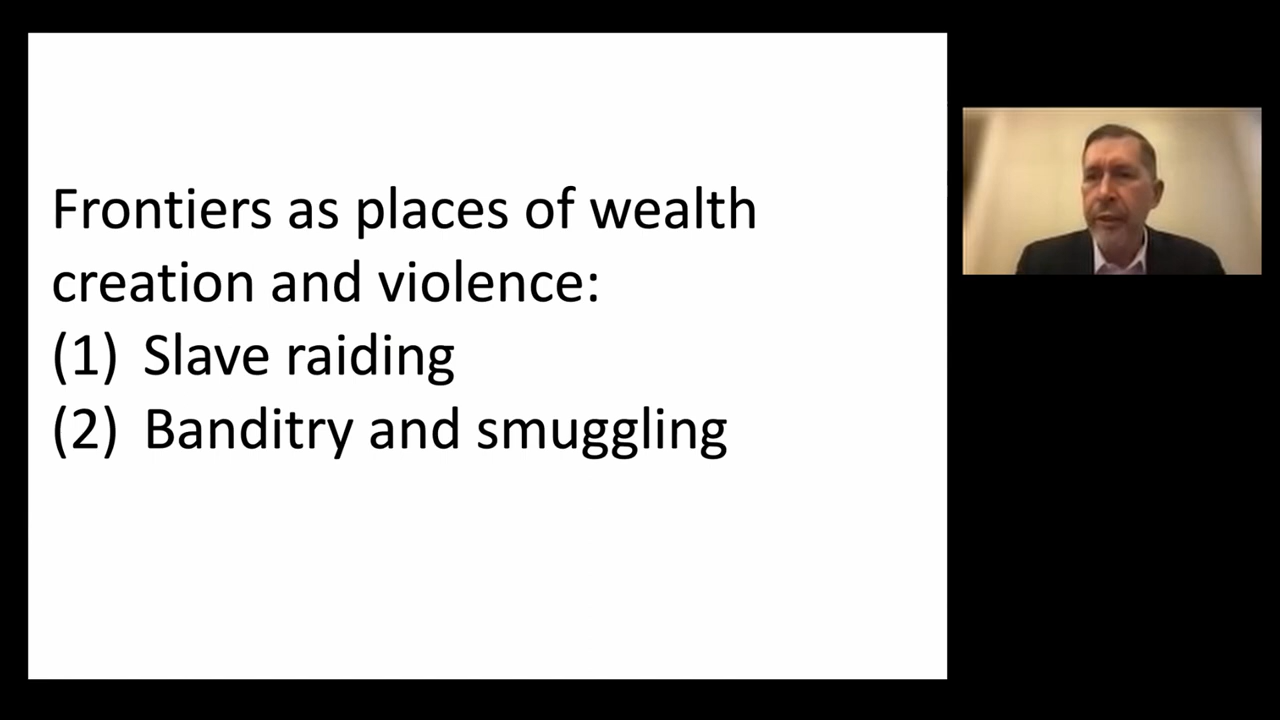 Frontiers as places of wealth
creation and violence:
(1) Slave raiding
(2) Banditry and smuggling